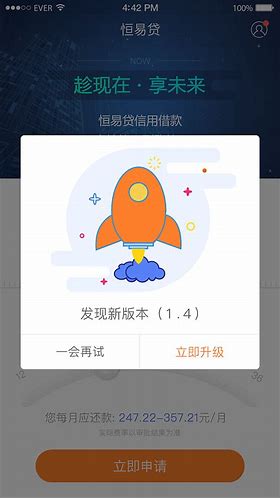 EVER 4:42 PM
恒易贷
NOW
趁现在·享未来
恒易贷信用借款
发现新版本（1.4）
一会再试 立即升级
12 36
您每月应还款: 247.22-357.21元/月
实际费率以审批结果为准
立即申请